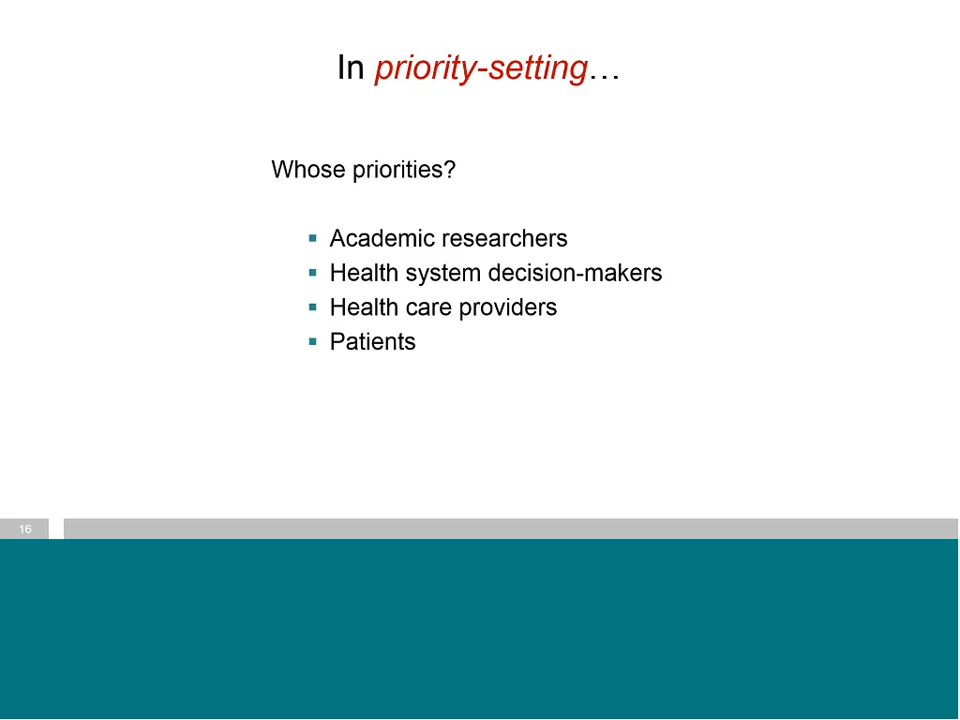 In priority-setting…
Whose priorities?
▪ Academic researchers
▪ Health system decision-makers
▪ Health care providers
▪ Patients
16